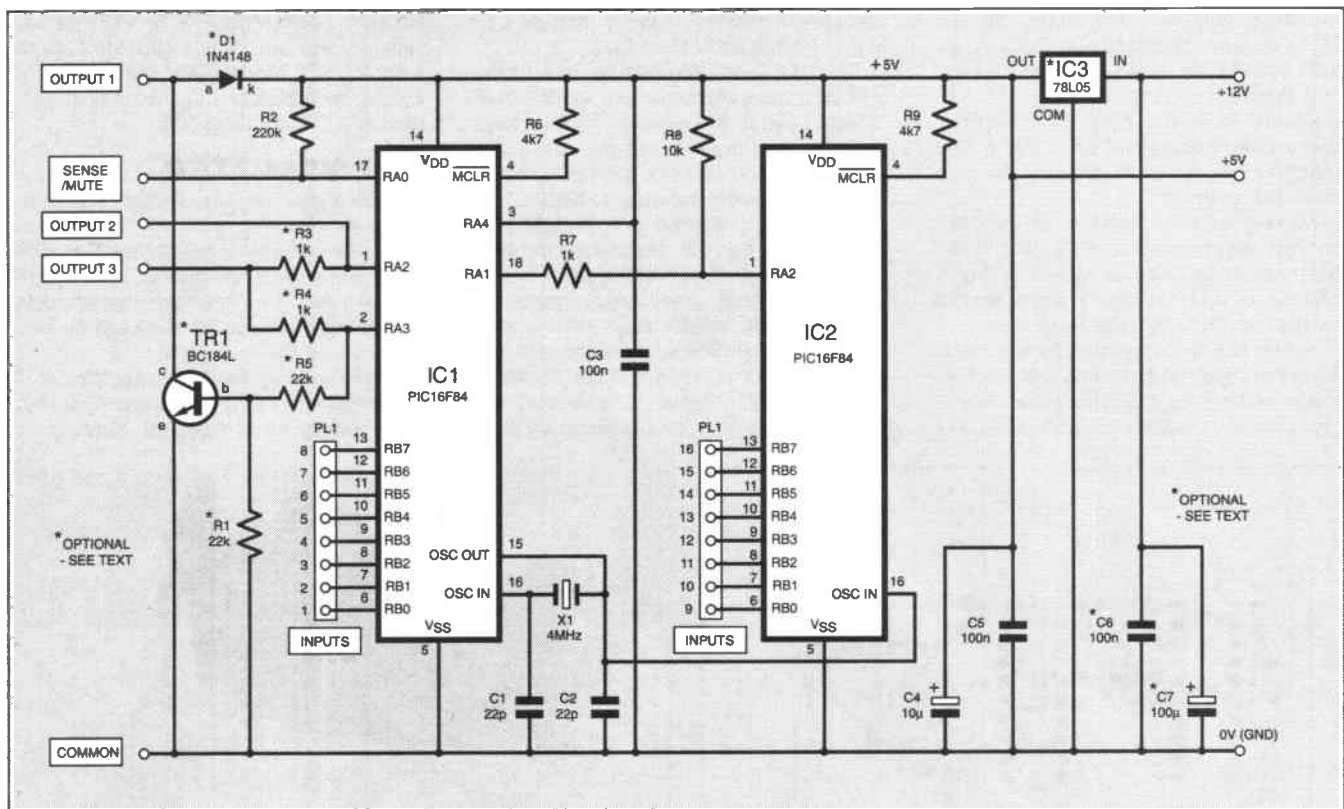 OUTPUT 1
* D1
1N4148
a
k
R2
220k
R6
4k7
R8
10k
+5V
R9
4k7
OUT
* IC3
78L05
IN
COM
+12V
+5V
SENSE
/MUTE
OUTPUT 2
OUTPUT 3
* R3
1k
* R4
1k
* R5
22k
* TR1
BC184L
c
b
e
* R1
22k
*OPTIONAL
- SEE TEXT
14
VDD
17
RA0
4
MCLR
3
RA4
1
RA2
18
RA1
2
RA3
IC1
PIC16F84
PL1
8
13
RB7
7
12
RB6
6
11
RB5
5
10
RB4
4
9
RB3
3
8
RB2
2
7
RB1
1
6
RB0
INPUTS
OSC OUT
15
OSC IN
16
VSS
5
X1
4MHz
C1
22p
C2
22p
R7
1k
C3
100n
14
VDD
4
MCLR
1
RA2
IC2
PIC16F84
PL1
16
13
RB7
15
12
RB6
14
11
RB5
13
10
RB4
12
9
RB3
11
8
RB2
10
7
RB1
9
6
RB0
INPUTS
OSC IN
16
VSS
5
C4
10µ
+
C5
100n
* C6
100n
* C7
100µ
+
*OPTIONAL
- SEE TEXT
COMMON
0V (GND)